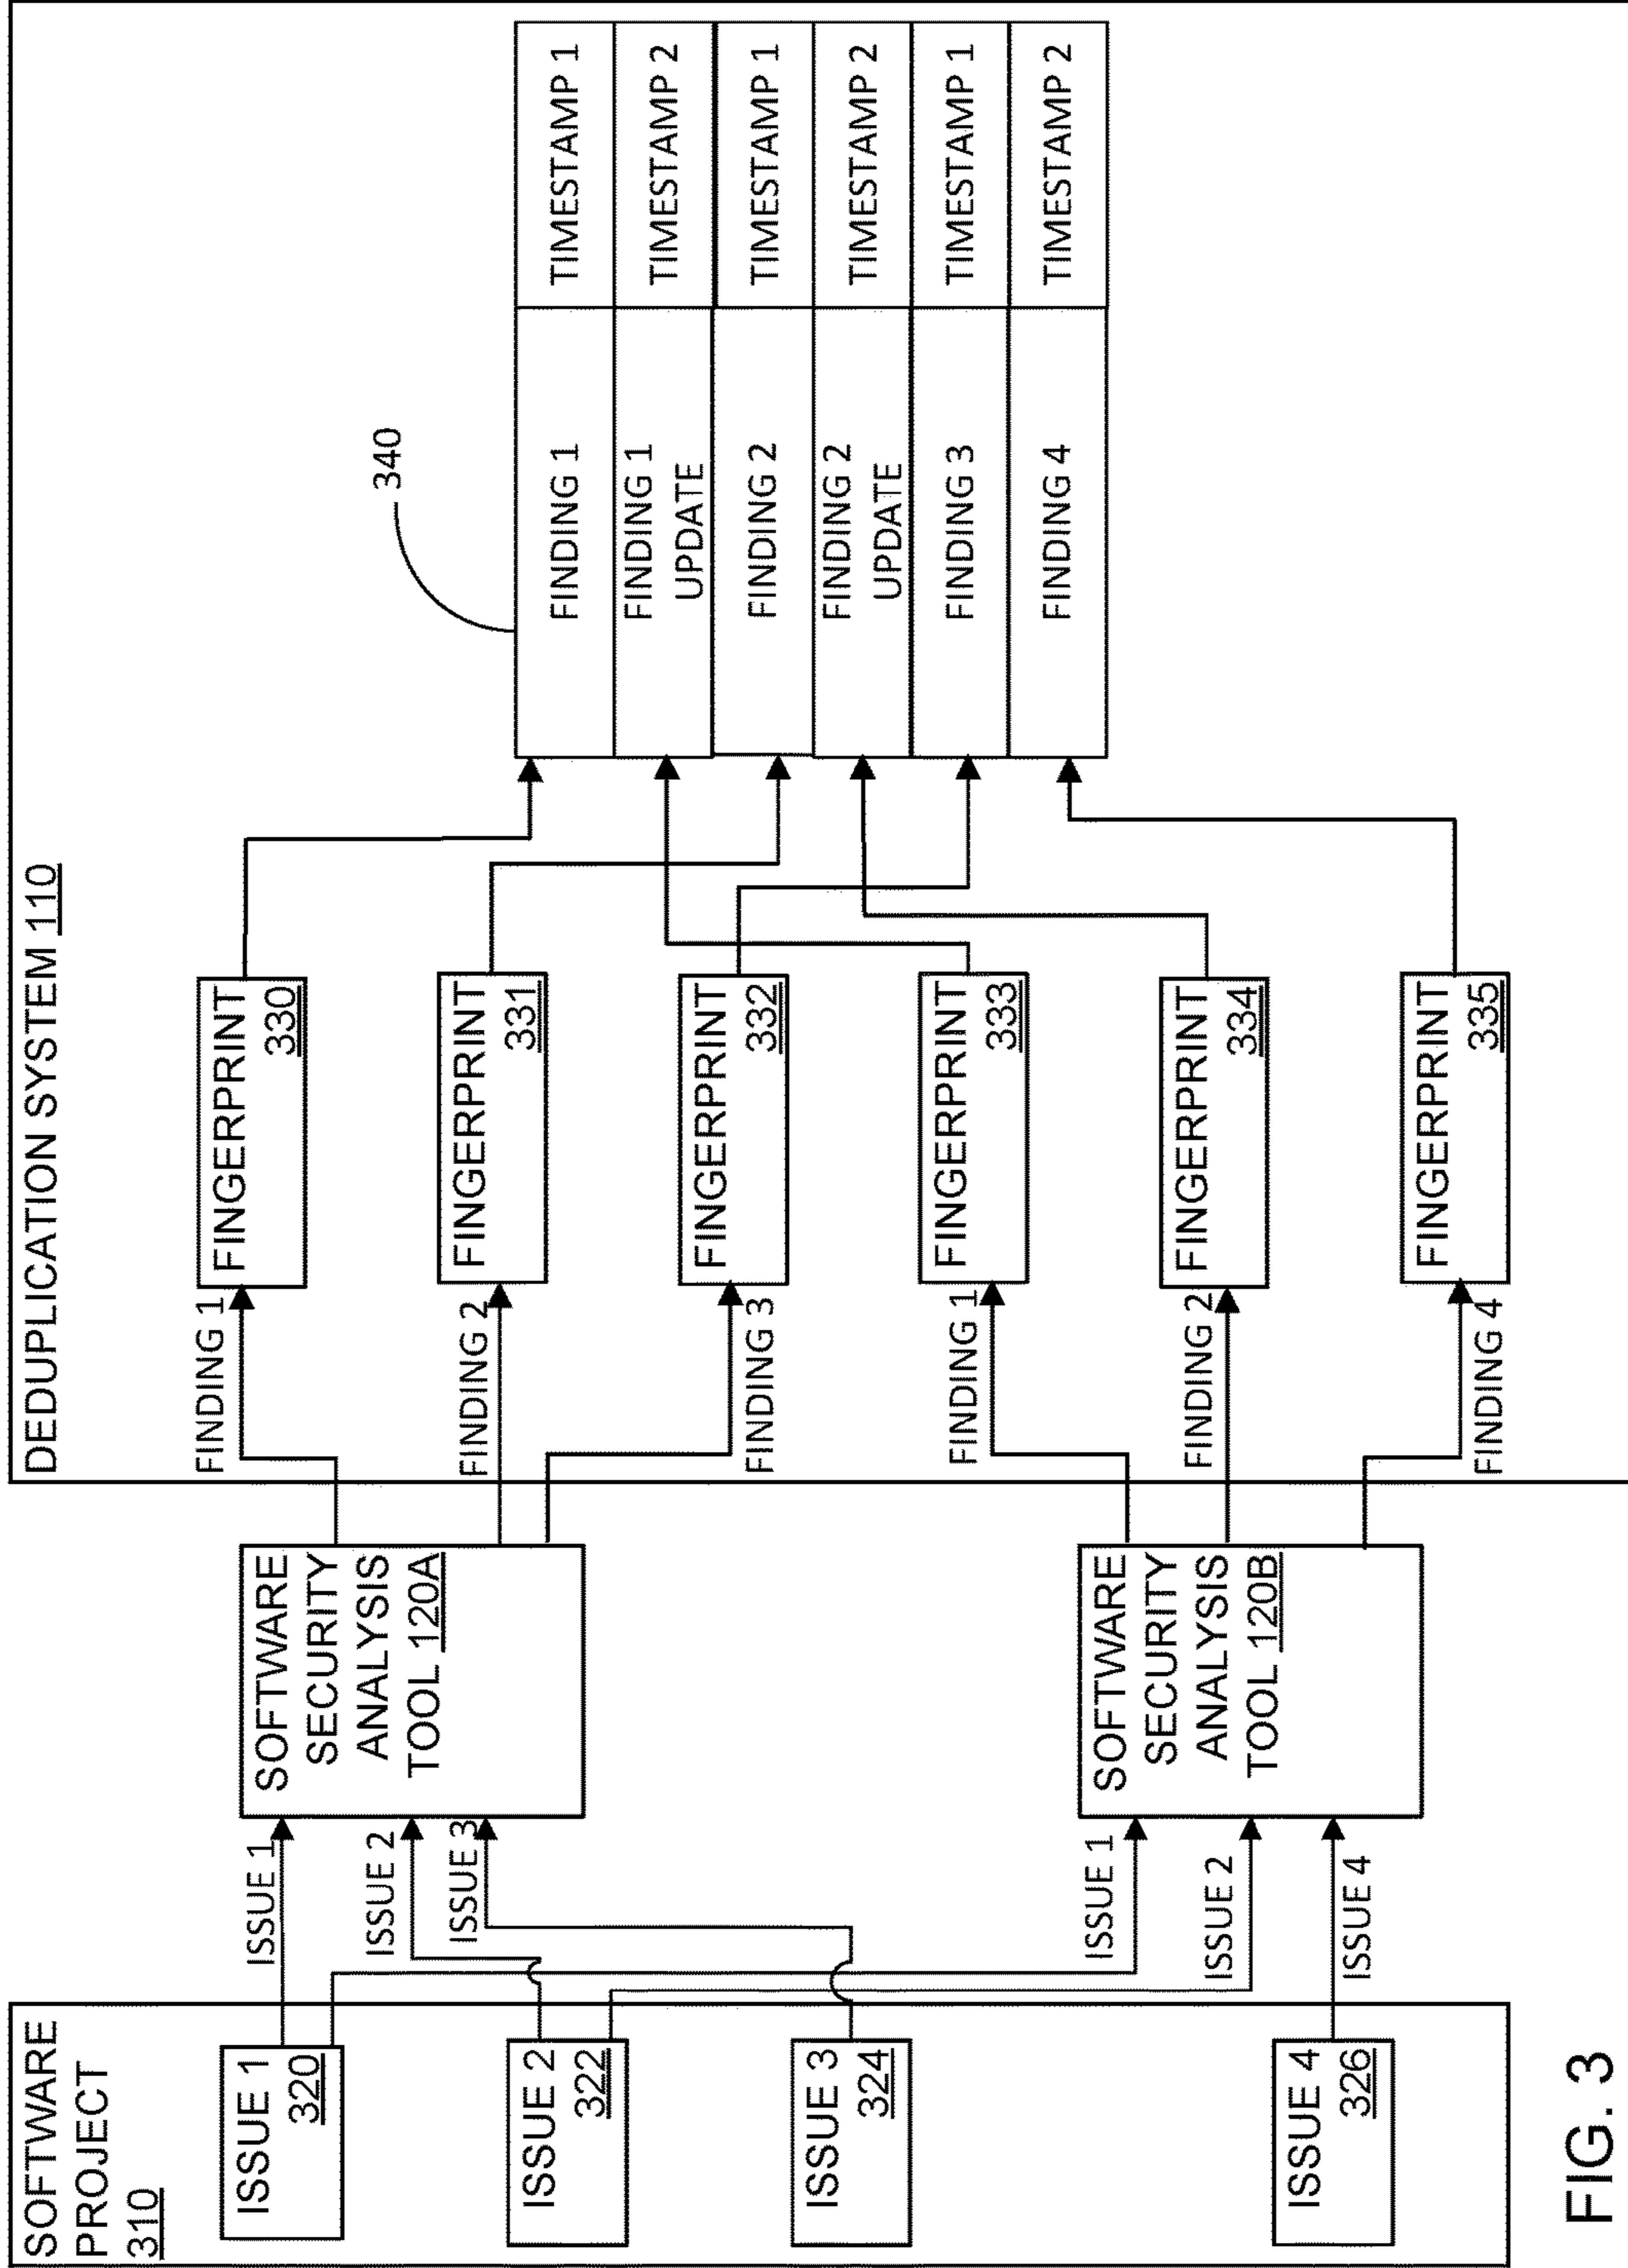 SOFTWARE
PROJECT
310
ISSUE 1
320
ISSUE 2
322
ISSUE 3
324
ISSUE 4
326
ISSUE 1
ISSUE 2
ISSUE 3
ISSUE 1
ISSUE 2
ISSUE 4
SOFTWARE
SECURITY
ANALYSIS
TOOL 120A
SOFTWARE
SECURITY
ANALYSIS
TOOL 120B
DEDUPLICATION SYSTEM 110
FINDING 1
FINDING 2
FINDING 3
FINDING 1
FINDING 2
FINDING 4
FINGERPRINT
330
FINGERPRINT
331
FINGERPRINT
332
FINGERPRINT
333
FINGERPRINT
334
FINGERPRINT
335
340
FINDING 1 TIMESTAMP 1
FINDING 1 TIMESTAMP 2
UPDATE
FINDING 2 TIMESTAMP 1
FINDING 2 TIMESTAMP 2
UPDATE
FINDING 3 TIMESTAMP 1
FINDING 4 TIMESTAMP 2
FIG. 3